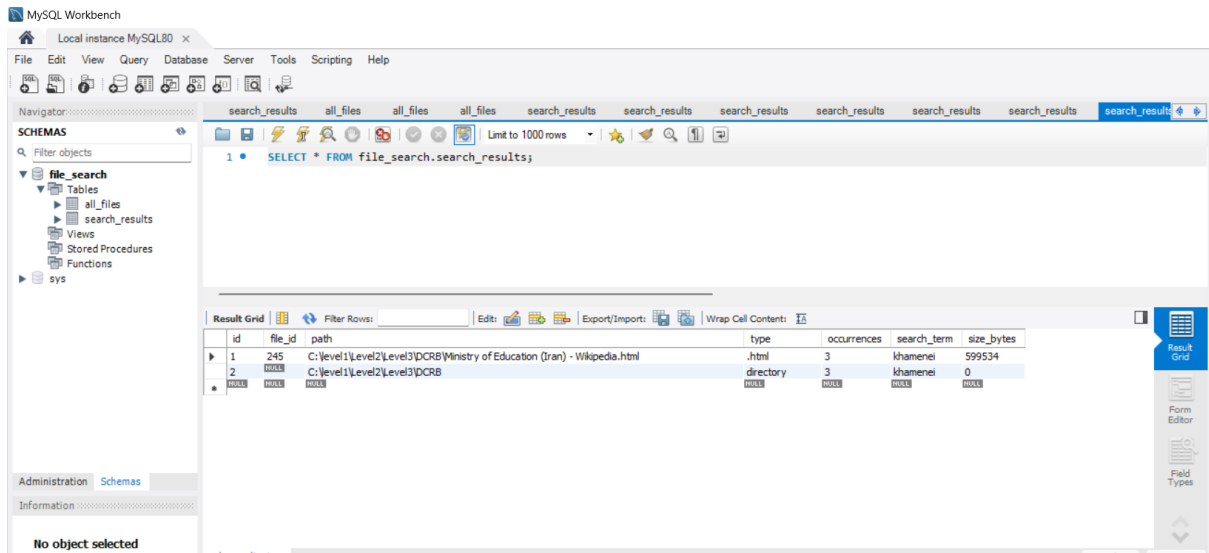 MySQL Workbench
Local instance MySQL80 ×
File Edit View Query Database Server Tools Scripting Help
Navigator
SCHEMAS
Filter objects
file_search
Tables
all_files
search_results
Views
Stored Procedures
Functions
sys
Administration Schemas
Information
No object selected
search_results all_files all_files all_files search_results search_results search_results search_results search_results search_results search_results
Limit to 1000 rows
1 SELECT * FROM file_search.search_results;
Result Grid Filter Rows: Edit: Export/Import: Wrap Cell Content: IA
id file_id path type occurrences search_term size_bytes
1 245 C:\level1\Level2\Level3\DCRB\Ministry of Education (Iran) - Wikipedia.html .html 3 khamenei 599534
2 NULL C:\level1\Level2\Level3\DCRB directory 3 khamenei 0
NULL NULL NULL NULL NULL NULL NULL
Result
Grid
Form
Editor
Field
Types